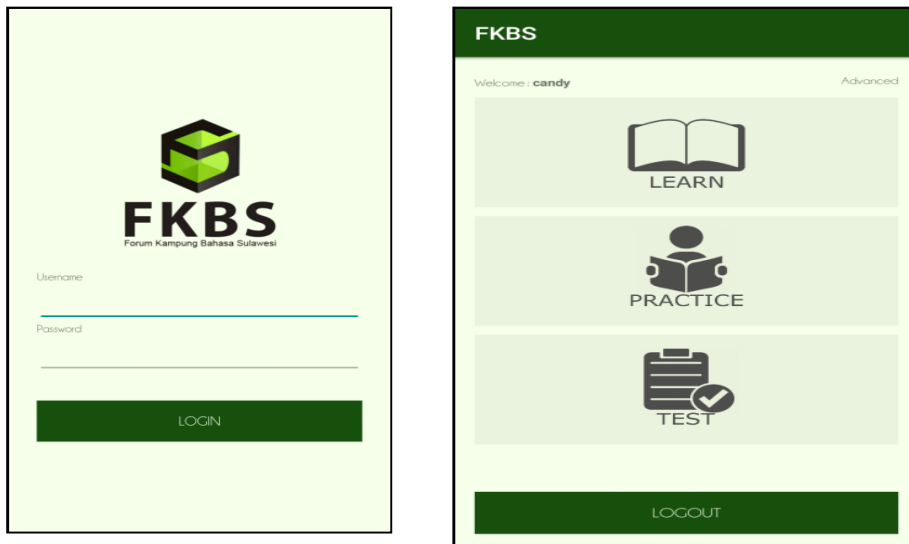 FKBS
Forum Kampung Bahasa Sulawesi
Username
Password
LOGIN
FKBS
Welcome : candy
Advanced
LEARN
PRACTICE
TEST
LOGOUT